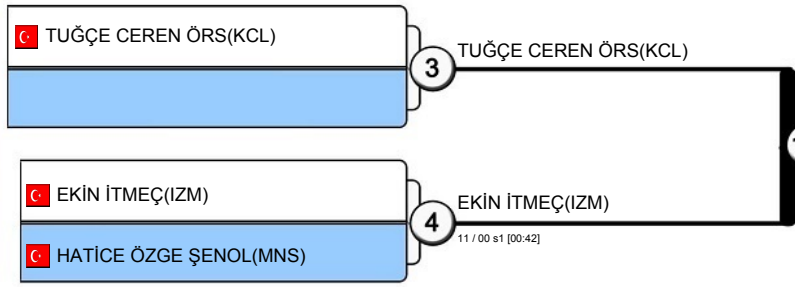 TUĞÇE CEREN ÖRS(KCL)
3
TUĞÇE CEREN ÖRS(KCL)
EKİN İTMEÇ(IZM)
4
EKİN İTMEÇ(IZM)
11 / 00 s1 [00:42]
HATİCE ÖZGE ŞENOL(MNS)